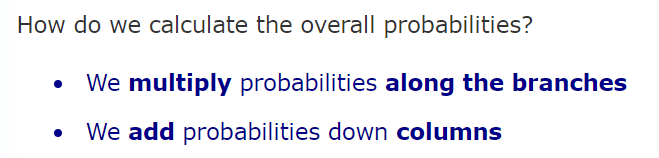 How do we calculate the overall probabilities?
• We multiply probabilities along the branches
• We add probabilities down columns